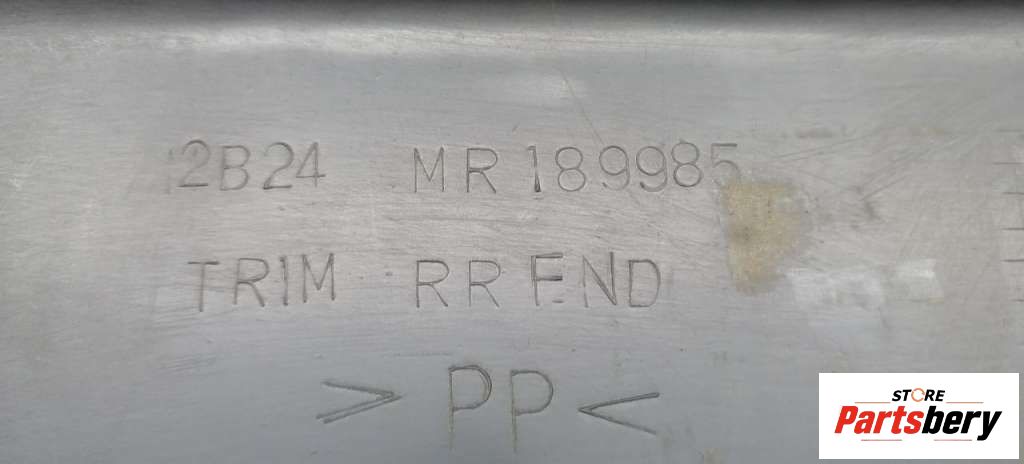 2B24 MR189985
TRIM RR END
>PP<
STORE
Partsbery